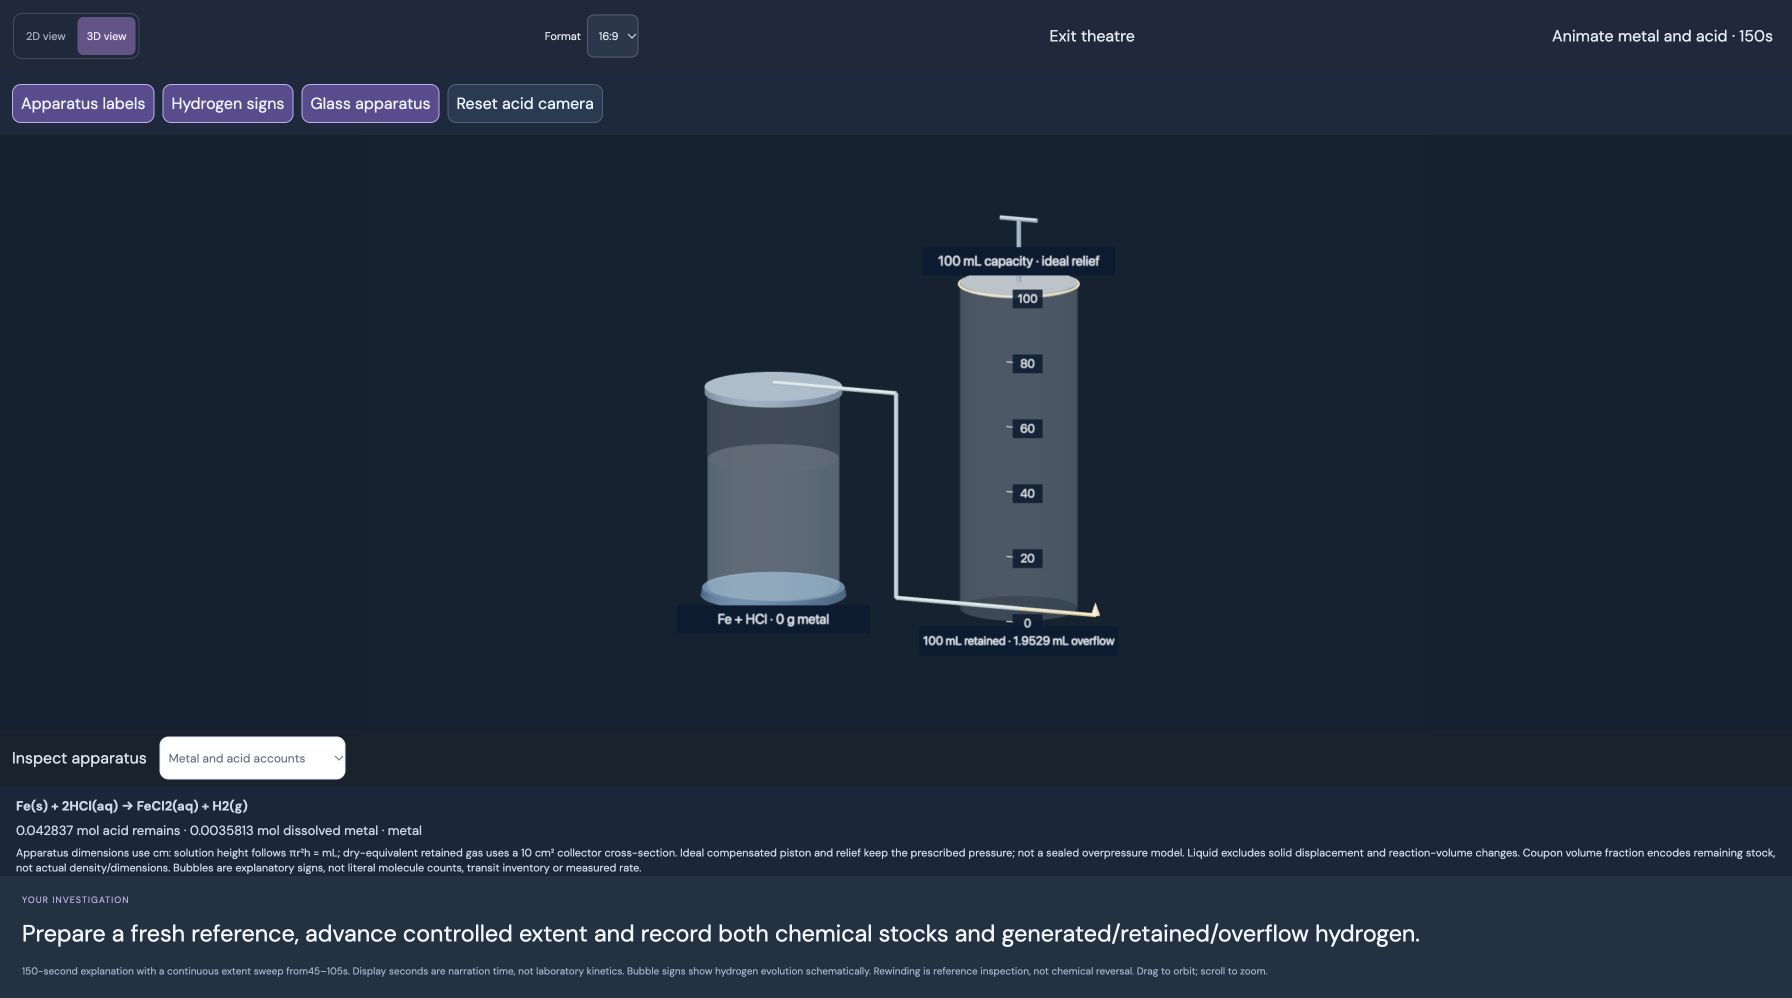 2D view
3D view
Format
16:9
Exit theatre
Animate metal and acid · 150s
Apparatus labels
Hydrogen signs
Glass apparatus
Reset acid camera
100 mL capacity · ideal relief
100
80
60
40
20
0
Fe + HCl · 0 g metal
100 mL retained · 1.9529 mL overflow
Inspect apparatus
Metal and acid accounts
Fe(s) + 2HCl(aq) → FeCl2(aq) + H2(g)
0.042837 mol acid remains · 0.0035813 mol dissolved metal · metal
Apparatus dimensions use cm: solution height follows πr²h = mL; dry-equivalent retained gas uses a 10 cm² collector cross-section. Ideal compensated piston and relief keep the prescribed pressure; not a sealed overpressure model. Liquid excludes solid displacement and reaction-volume changes. Coupon volume fraction encodes remaining stock,
not actual density/dimensions. Bubbles are explanatory signs, not literal molecule counts, transit inventory or measured rate.
YOUR INVESTIGATION
Prepare a fresh reference, advance controlled extent and record both chemical stocks and generated/retained/overflow hydrogen.
150-second explanation with a continuous extent sweep from45–105s. Display seconds are narration time, not laboratory kinetics. Bubble signs show hydrogen evolution schematically. Rewinding is reference inspection, not chemical reversal. Drag to orbit; scroll to zoom.